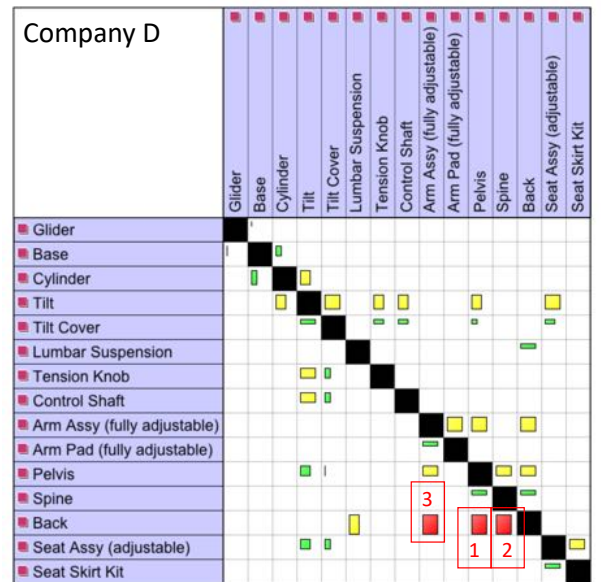 Company D
Glider
Base
Cylinder
Tilt
Tilt Cover
Lumbar Suspension
Tension Knob
Control Shaft
Arm Assy (fully adjustable)
Arm Pad (fully adjustable)
Pelvis
Spine
Back
Seat Assy (adjustable)
Seat Skirt Kit
Glider
Base
Cylinder
Tilt
Tilt Cover
Lumbar Suspension
Tension Knob
Control Shaft
Arm Assy (fully adjustable)
Arm Pad (fully adjustable)
Pelvis
Spine
3
Back
1 2
Seat Assy (adjustable)
Seat Skirt Kit